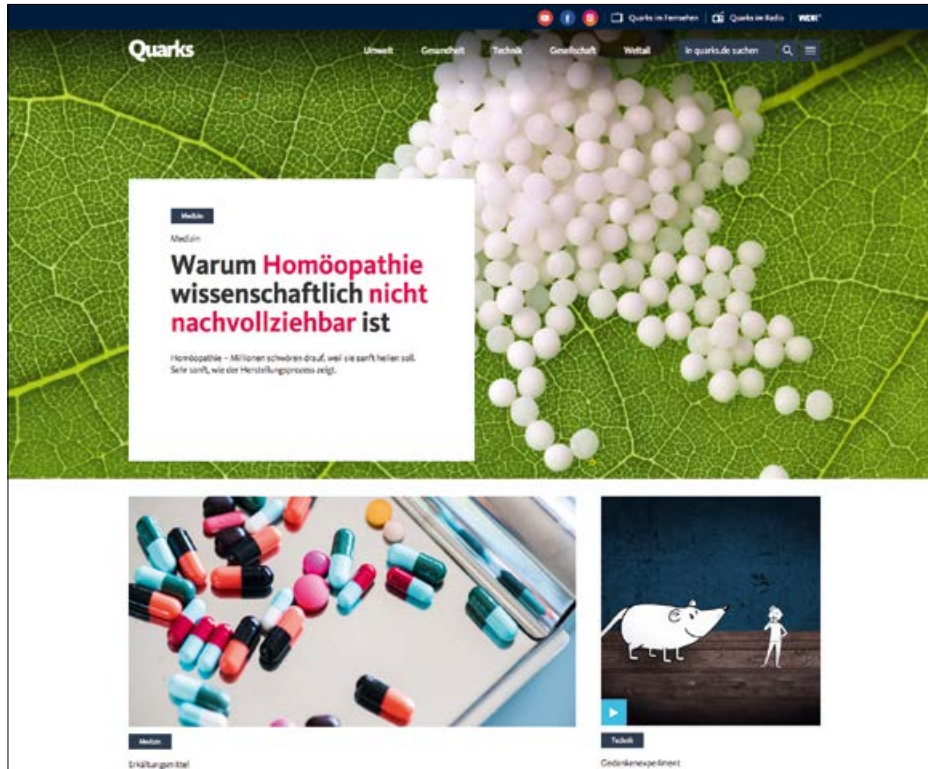 Quarks im Fernsehen
Quarks im Radio
WDR
Quarks
Umwelt
Gesundheit
Technik
Gesellschaft
Weltall
In quarks.de suchen
Medizin
Medizin
Warum Homöopathie
wissenschaftlich nicht
nachvollziehbar ist
Homöopathie – Millionen schwören drauf, weil sie sanft heilen soll.
Sehr sanft, wie der Herstellungsprozess zeigt.
Medizin
Erkältungsmittel
Technik
Gedankenexperiment